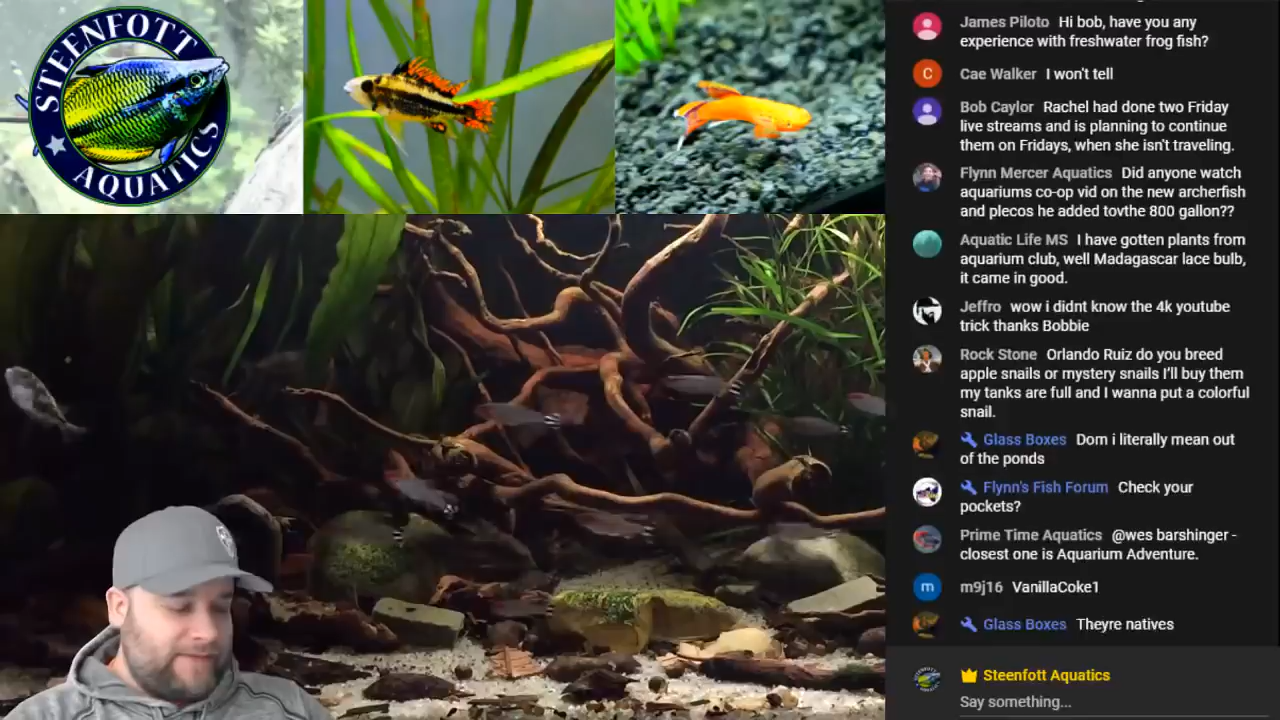 STEENFOTT
AQUATICS
James Piloto Hi bob, have you any
experience with freshwater frog fish?
C Cae Walker I won't tell
Bob Caylor Rachel had done two Friday
live streams and is planning to continue
them on Fridays, when she isn't traveling.
Flynn Mercer Aquatics Did anyone watch
aquariums co-op vid on the new archerfish
and plecos he added tovthe 800 gallon??
Aquatic Life MS I have gotten plants from
aquarium club, well Madagascar lace bulb,
it came in good.
Jeffro wow i didnt know the 4k youtube
trick thanks Bobbie
Rock Stone Orlando Ruiz do you breed
apple snails or mystery snails I'll buy them
my tanks are full and I wanna put a colorful
snail.
Glass Boxes Dom i literally mean out
of the ponds
Flynn's Fish Forum Check your
pockets?
Prime Time Aquatics @wes barshinger -
closest one is Aquarium Adventure.
m m9j16 VanillaCoke1
Glass Boxes Theyre natives
Steenfott Aquatics
Say something...